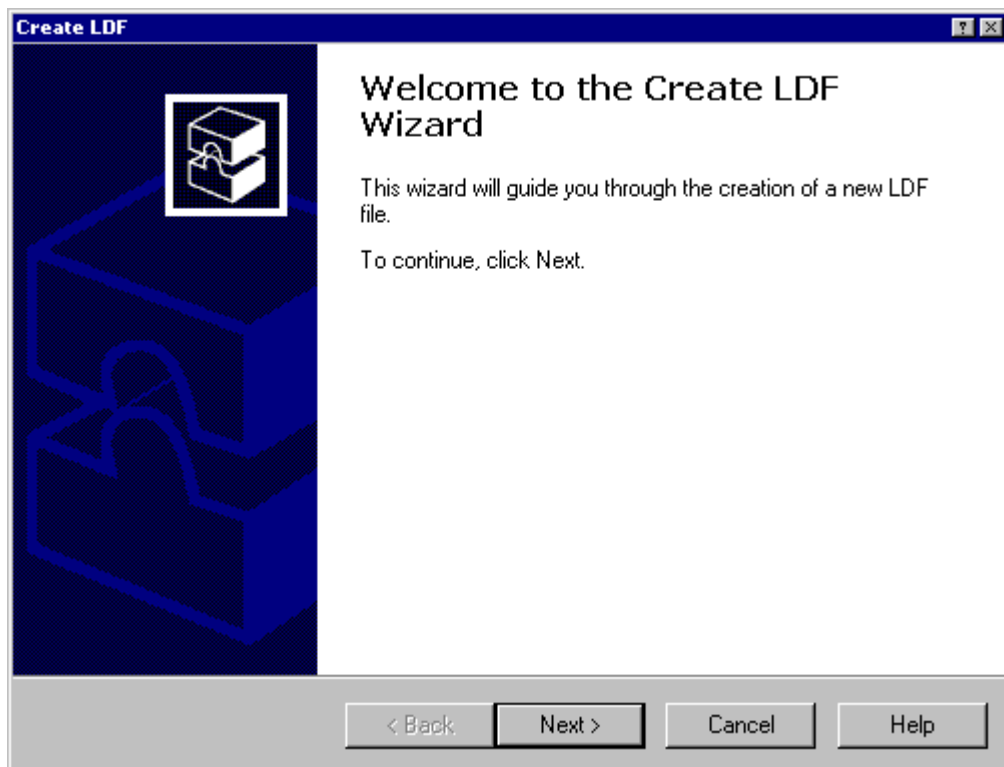 Create LDF
Welcome to the Create LDF
Wizard
This wizard will guide you through the creation of a new LDF
file.
To continue, click Next.
< Back Next > Cancel Help